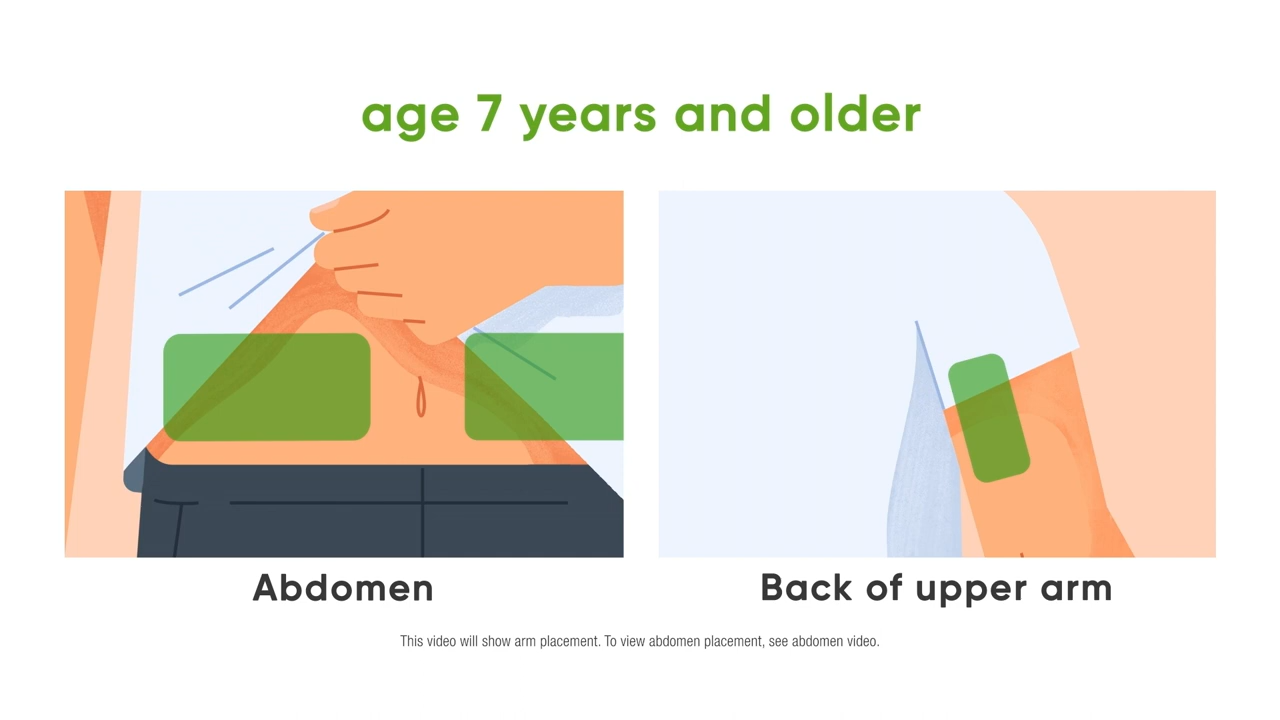 age 7 years and older
Abdomen
Back of upper arm
This video will show arm placement. To view abdomen placement, see abdomen video.